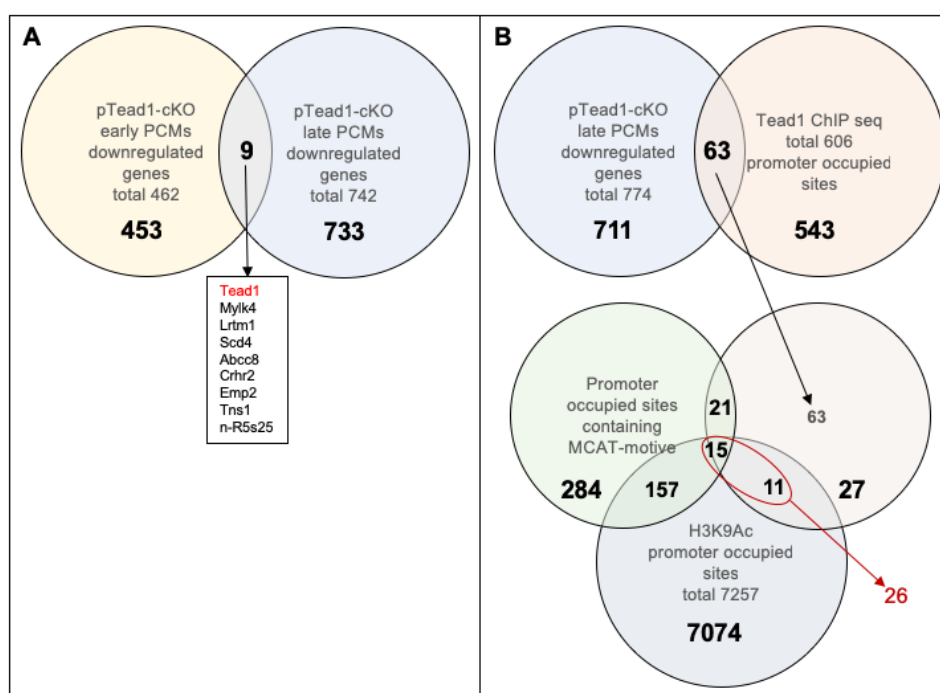 A
pTead1-cKO
early PCMs
downregulated
genes
total 462
453
9
pTead1-cKO
late PCMs
downregulated
genes
total 742
733
Tead1
Mylk4
Lrtm1
Scd4
Abcc8
Crhr2
Emp2
Tns1
n-R5s25
B
pTead1-cKO
late PCMs
downregulated
genes
total 774
711
63
Tead1 ChIP seq
total 606
promoter occupied
sites
543
Promoter
occupied sites
containing
MCAT-motive
284
21
15
157
11
63
27
H3K9Ac
promoter occupied
sites
total 7257
7074
26